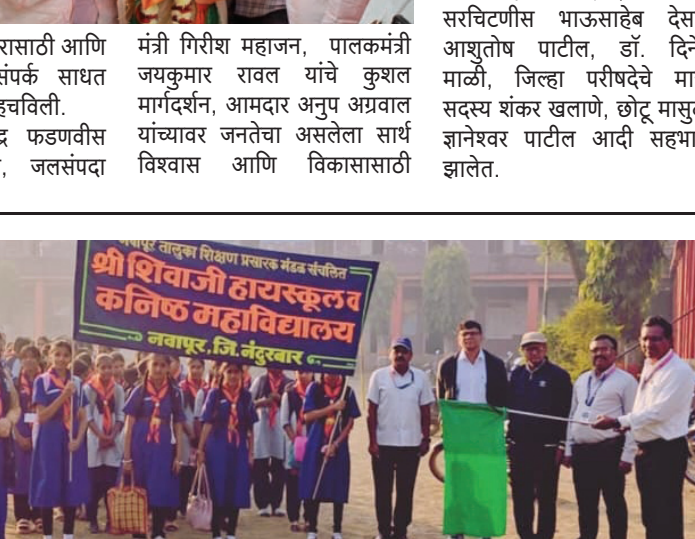 रासाठी आणि
संपर्क साधत
हचविली.
द्र फडणवीस
, जलसंपदा
मंत्री गिरीश महाजन, पालकमंत्री
जयकुमार रावल यांचे कुशल
मार्गदर्शन, आमदार अनुप अग्रवाल
यांच्यावर जनतेचा असलेला सार्थ
विश्वास आणि विकासासाठी
सरचिटणीस भाऊसाहेब देस
आशुतोष पाटील, डॉ. दिने
माळी, जिल्हा परीषदेचे मा
सदस्य शंकर खलाणे, छोटू मासु
ज्ञानेश्वर पाटील आदी सहभा
झालेत.
नवापूर तालुका शिक्षण प्रसारक मंडळ संचलित
श्री शिवाजी हायस्कूल व
कनिष्ठ महाविद्यालय
नवापूर, जि. नंदुरबार